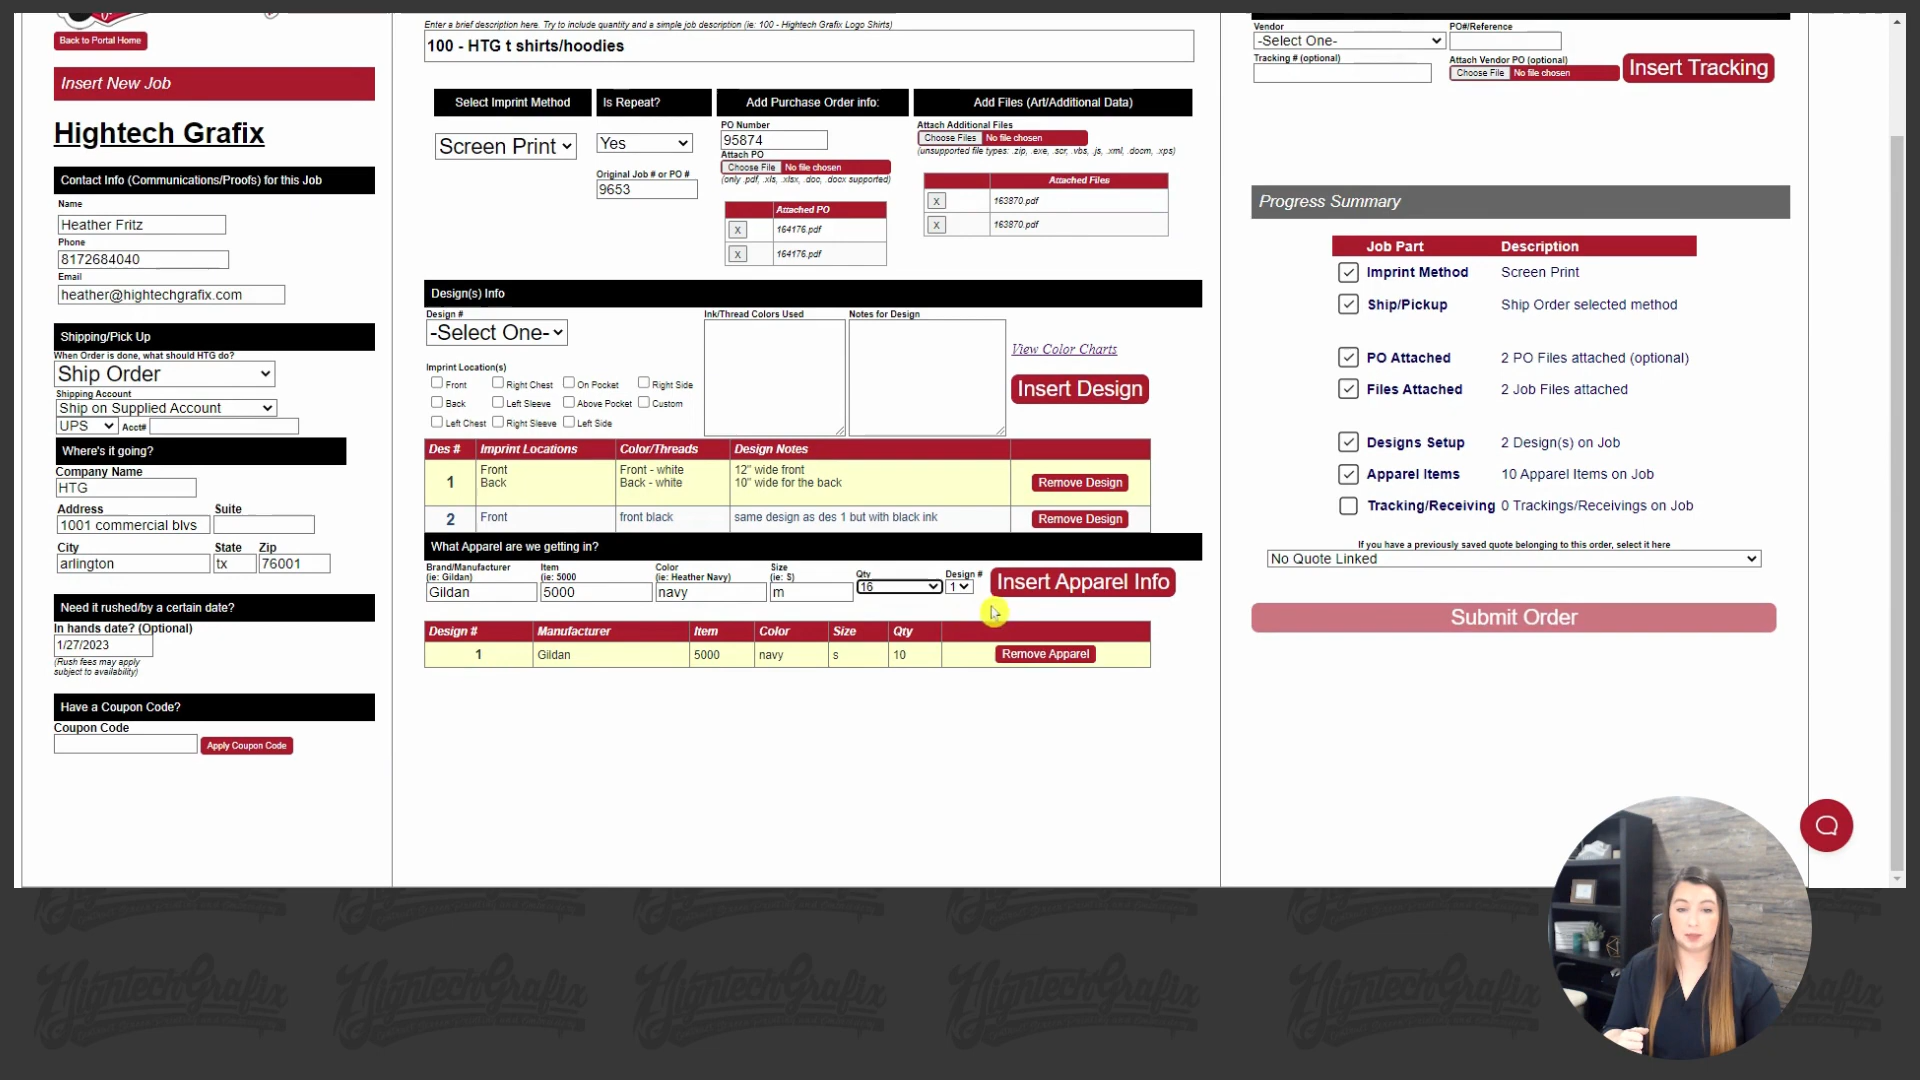 Back to Portal Home
Insert New Job
Hightech Grafix
Contact Info (Communications/Proofs) for this Job
Name
Heather Fritz
Phone
8172684040
Email
heather@hightechgrafix.com
Shipping/Pick Up
When Order is done, what should HTG do?
Ship Order
Shipping Account
Ship on Supplied Account
UPS Acct#
Where's it going?
Company Name
HTG
Address Suite
1001 commercial blvs
City State Zip
arlington tx 76001
Need it rushed/by a certain date?
In hands date? (Optional)
1/27/2023
(Rush fees may apply
subject to availability)
Have a Coupon Code?
Coupon Code
Apply Coupon Code
Enter a brief description here. Try to include quantity and a simple job description (ie: 100 - Hightech Grafix Logo Shirts)
100 - HTG t shirts/hoodies
Select Imprint Method Is Repeat? Add Purchase Order info: Add Files (Art/Additional Data)
Screen Print
Yes
Original Job # or PO #
9653
PO Number
95874
Attach PO
Choose File No file chosen
(only .pdf, .xls, .xlsx, .doc, .docx supported)
Attached PO
X 164176.pdf
X 164176.pdf
Attach Additional Files
Choose Files No file chosen
(unsupported file types: .zip, .exe, .scr, .vbs, .js, .xml, .docm, .xps)
Attached Files
X 163870.pdf
X 163870.pdf
Design(s) Info
Design # Ink/Thread Colors Used Notes for Design
-Select One-
View Color Charts
Imprint Location(s)
Front Right Chest On Pocket Right Side
Back Left Sleeve Above Pocket Custom
Left Chest Right Sleeve Left Side
Insert Design
Des # Imprint Locations Color/Threads Design Notes
1 Front Front - white 12" wide front
Back Back - white 10" wide for the back
Remove Design
2 Front front black same design as des 1 but with black ink Remove Design
What Apparel are we getting in?
Brand/Manufacturer Item Color Size Qty Design #
(ie: Gildan) (ie: 5000 (ie: Heather Navy) (ie: S)
Gildan 5000 navy m 16 1
Insert Apparel Info
Design # Manufacturer Item Color Size Qty
1 Gildan 5000 navy s 10 Remove Apparel
Vendor PO#/Reference
-Select One-
Tracking # (optional) Attach Vendor PO (optional)
Choose File No file chosen
Insert Tracking
Progress Summary
Job Part Description
Imprint Method Screen Print
Ship/Pickup Ship Order selected method
PO Attached 2 PO Files attached (optional)
Files Attached 2 Job Files attached
Designs Setup 2 Design(s) on Job
Apparel Items 10 Apparel Items on Job
Tracking/Receiving 0 Trackings/Receivings on Job
If you have a previously saved quote belonging to this order, select it here
No Quote Linked
Submit Order
HightechGrafix HightechGrafix HightechGrafix HightechGrafix HightechGrafix